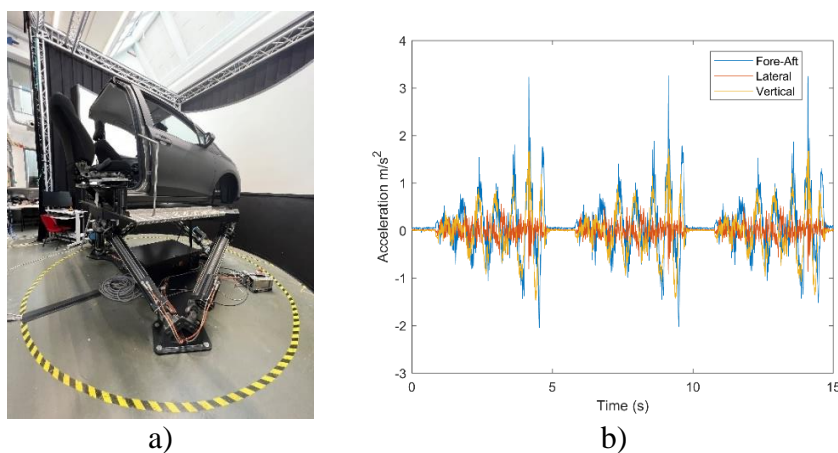 4
3
2
1
0
-1
-2
-3
0
5
10
15
Acceleration m/s²
Time (s)
Fore-Aft
Lateral
Vertical
a)
b)